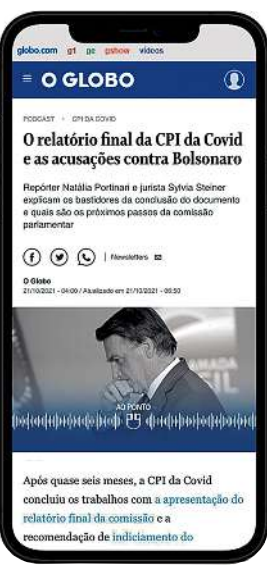 globo.com g1 ge gshow vídeos
O GLOBO
PODCAST › CPI DA COVID
O relatório final da CPI da Covid
e as acusações contra Bolsonaro
Repórter Natália Portinari e jurista Sylvia Steiner
explicam os bastidores da conclusão do documento
e quais são os próximos passos da comissão
parlamentar
| Newsletters
O Globo
21/10/2021 - 04:00 / Atualizado em 21/10/2021 - 06:50
AO PONTO
Após quase seis meses, a CPI da Covid
concluiu os trabalhos com a apresentação do
relatório final da comissão e a
recomendação de indiciamento do